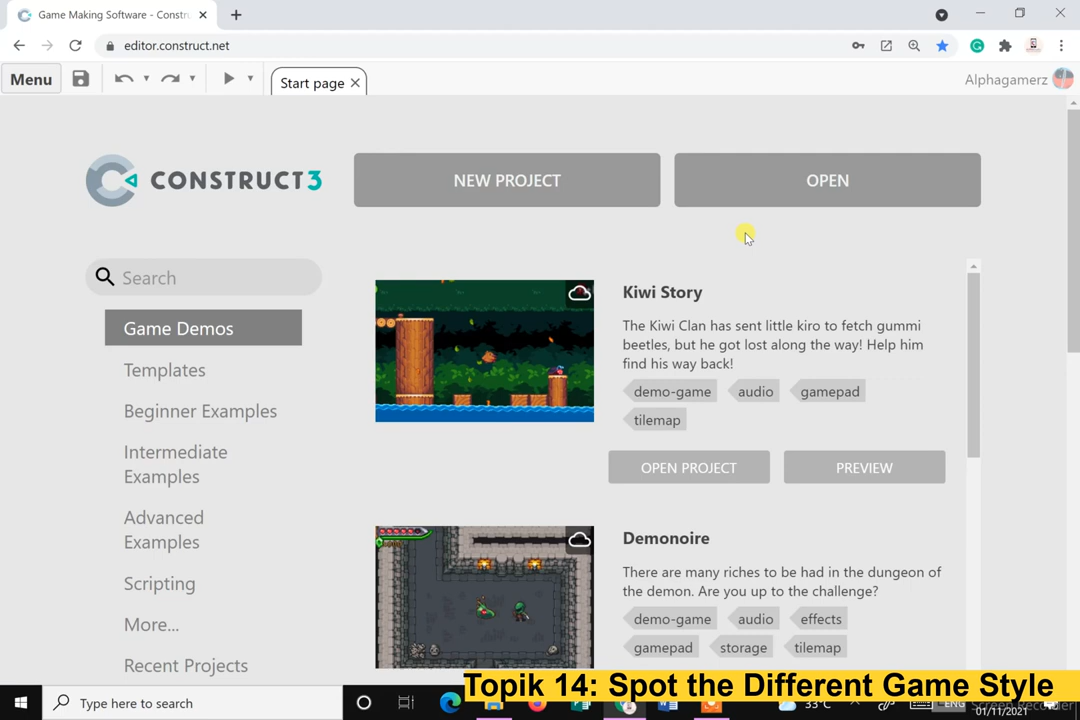 Game Making Software - Constru
editor.construct.net
Menu
Start page
Alphagamerz
CONSTRUCT3
NEW PROJECT
OPEN
Search
Game Demos
Templates
Beginner Examples
Intermediate
Examples
Advanced
Examples
Scripting
More...
Recent Projects
Kiwi Story
The Kiwi Clan has sent little kiro to fetch gummi
beetles, but he got lost along the way! Help him
find his way back!
demo-game audio gamepad
tilemap
OPEN PROJECT
PREVIEW
Demonoire
There are many riches to be had in the dungeon of
the demon. Are you up to the challenge?
demo-game audio effects
gamepad storage tilemap
Topik 14: Spot the Different Game Style
Type here to search
33°C
ENG
01/11/2021
Screen Recorder